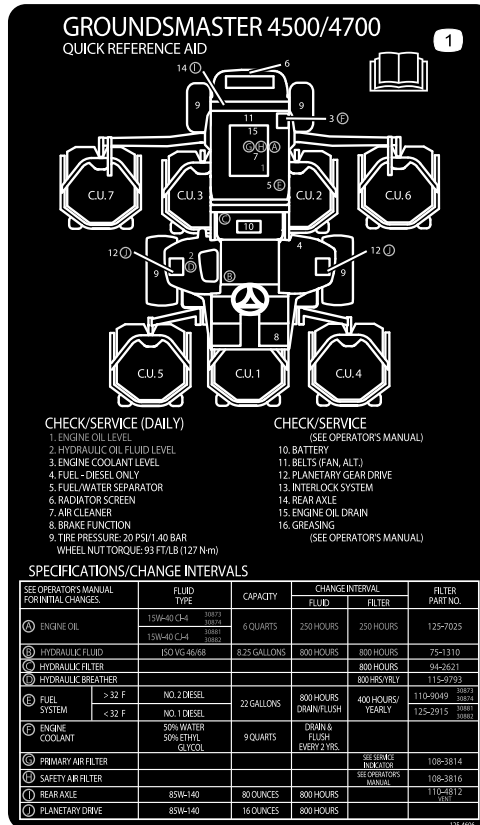 GROUNDSMASTER 4500/4700
QUICK REFERENCE AID
1
6
14 I
9
9
11
15
3 F
G H A
7
1
5 E
C.U. 7
C.U. 3
C.U. 2
C.U. 6
C
10
12 J
2
D
9
B
4
12 J
9
8
C.U. 5
C.U. 1
C.U. 4
CHECK/SERVICE (DAILY)
1. ENGINE OIL LEVEL
2. HYDRAULIC OIL FLUID LEVEL
3. ENGINE COOLANT LEVEL
4. FUEL - DIESEL ONLY
5. FUEL/WATER SEPARATOR
6. RADIATOR SCREEN
7. AIR CLEANER
8. BRAKE FUNCTION
9. TIRE PRESSURE: 20 PSI/1.40 BAR
WHEEL NUT TORQUE: 93 FT/LB (127 N·m)
CHECK/SERVICE
(SEE OPERATOR'S MANUAL)
10. BATTERY
11. BELTS (FAN, ALT.)
12. PLANETARY GEAR DRIVE
13. INTERLOCK SYSTEM
14. REAR AXLE
15. ENGINE OIL DRAIN
16. GREASING
(SEE OPERATOR'S MANUAL)
SPECIFICATIONS/CHANGE INTERVALS
SEE OPERATOR'S MANUAL FOR INITIAL CHANGES. FLUID TYPE CAPACITY CHANGE INTERVAL FILTER PART NO.
FLUID FILTER
A ENGINE OIL 15W-40 CI-4 30873 30874 6 QUARTS 250 HOURS 250 HOURS 125-7025
15W-40 CJ-4 30881 30882
B HYDRAULIC FLUID ISO VG 46/68 8.25 GALLONS 800 HOURS 800 HOURS 75-1310
C HYDRAULIC FILTER 800 HOURS 94-2621
D HYDRAULIC BREATHER 800 HRS/YRLY 115-9793
E FUEL SYSTEM > 32 F NO. 2 DIESEL 22 GALLONS 800 HOURS DRAIN/FLUSH 400 HOURS/ YEARLY 110-9049 30873 30874
< 32 F NO. 1 DIESEL 125-2915 30881 30882
F ENGINE COOLANT 50% WATER 50% ETHYL GLYCOL 9 QUARTS DRAIN & FLUSH EVERY 2 YRS.
G PRIMARY AIR FILTER SEE SERVICE INDICATOR 108-3814
H SAFETY AIR FILTER SEE OPERATOR'S MANUAL 108-3816
I REAR AXLE 85W-140 80 OUNCES 800 HOURS 110-4812 VENT
J PLANETARY DRIVE 85W-140 16 OUNCES 800 HOURS
125-4606